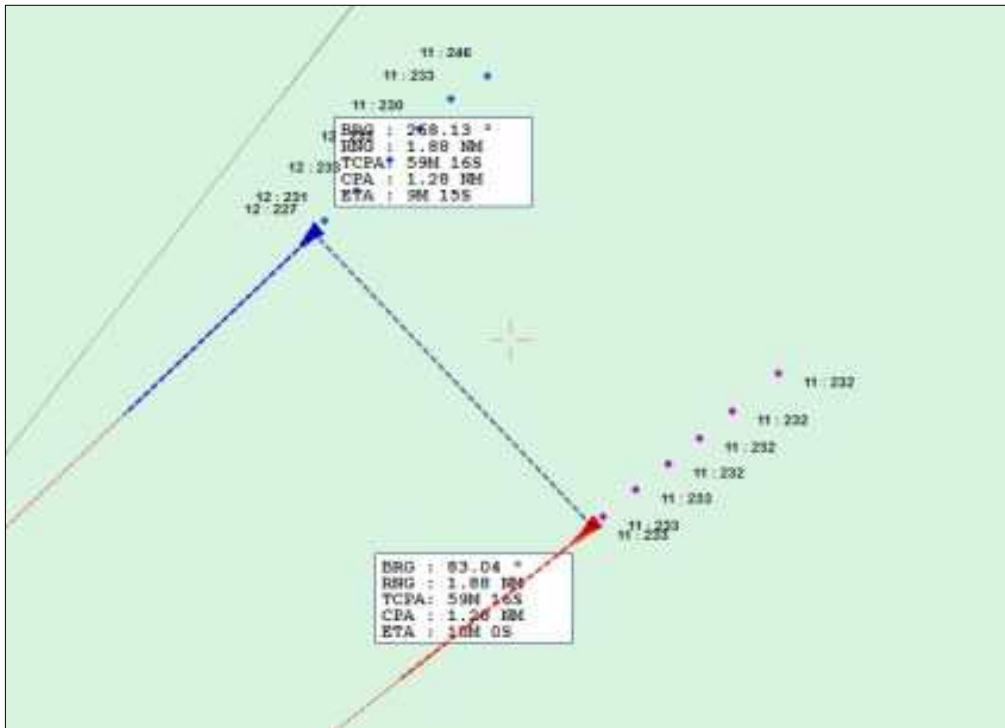 11 : 246
11 : 233
11 : 230
BRG : 268.13 °
RNG : 1.88 NM
TCPA: 59M 16S
CPA : 1.28 NM
ETA : 9M 15S
12 : 233
12 : 231
12 : 227
11 : 232
11 : 232
11 : 232
11 : 232
11 : 233
11 : 233
11 : 233
BRG : 83.04 °
RNG : 1.88 NM
TCPA: 59M 16S
CPA : 1.28 NM
ETA : 10M 0S